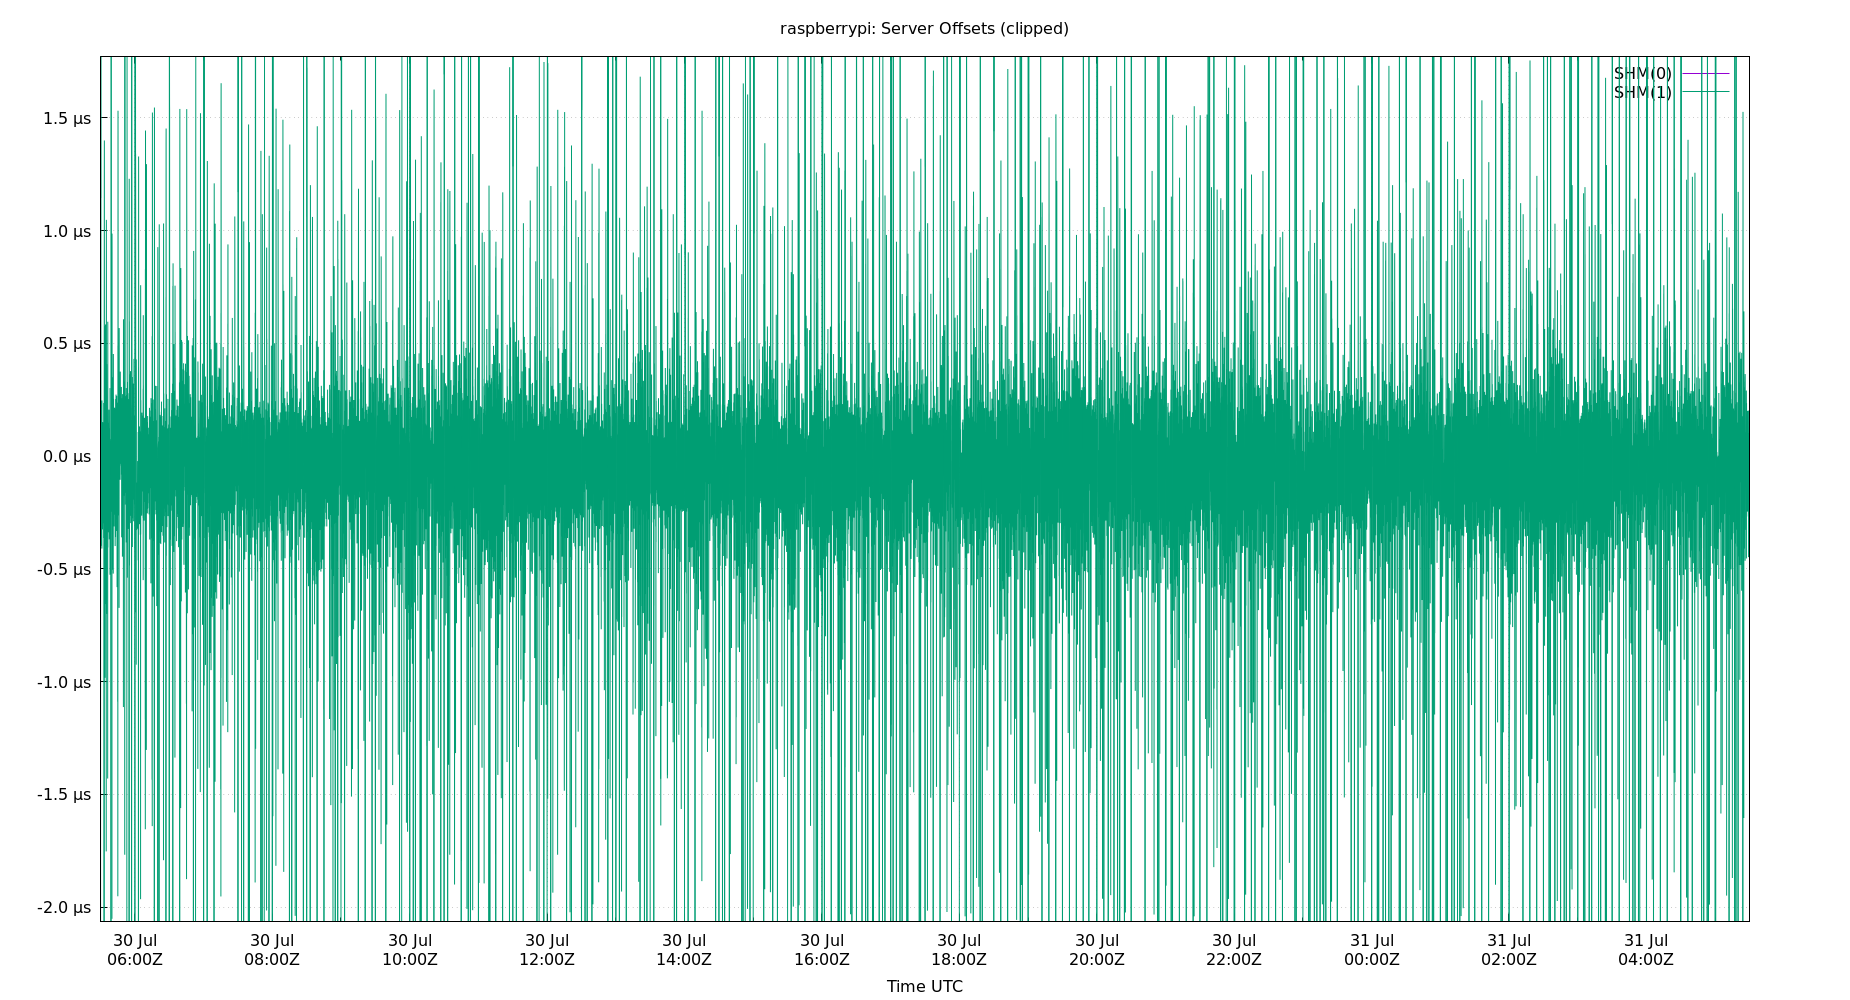 raspberrypi: Server Offsets (clipped)
SHM(0)
SHM(1)
1.5 µs
1.0 µs
0.5 µs
0.0 µs
-0.5 µs
-1.0 µs
-1.5 µs
-2.0 µs
30 Jul 30 Jul 30 Jul 30 Jul 30 Jul 30 Jul 30 Jul 30 Jul 30 Jul 31 Jul 31 Jul 31 Jul
06:00Z 08:00Z 10:00Z 12:00Z 14:00Z 16:00Z 18:00Z 20:00Z 22:00Z 00:00Z 02:00Z 04:00Z
Time UTC